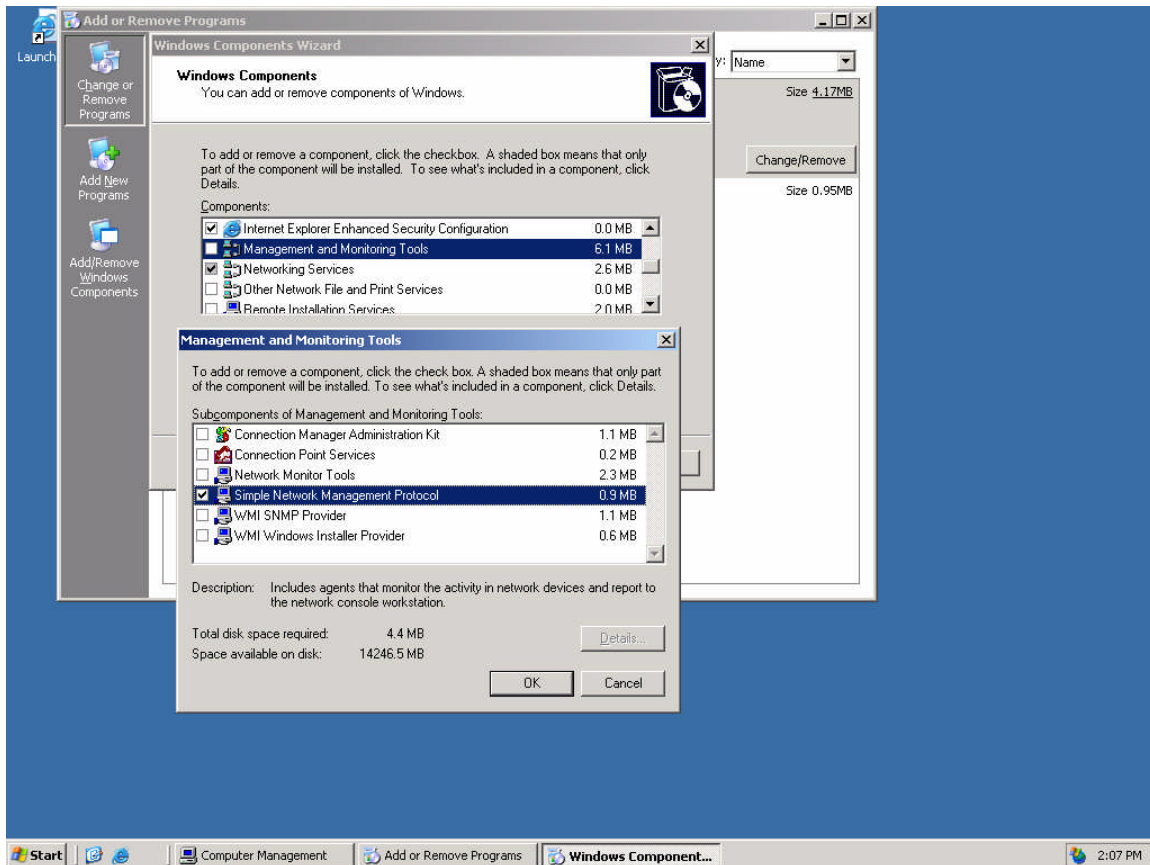 Launch
Add or Remove Programs
Change or
Remove
Programs
Add New
Programs
Add/Remove
Windows
Components
y: Name
Size 4.17MB
Change/Remove
Size 0.95MB
Windows Components Wizard
Windows Components
You can add or remove components of Windows.
To add or remove a component, click the checkbox. A shaded box means that only
part of the component will be installed. To see what's included in a component, click
Details.
Components:
Internet Explorer Enhanced Security Configuration 0.0 MB
Management and Monitoring Tools 6.1 MB
Networking Services 2.6 MB
Other Network File and Print Services 0.0 MB
Remote Installation Services 2.0 MB
Management and Monitoring Tools
To add or remove a component, click the check box. A shaded box means that only part
of the component will be installed. To see what's included in a component, click Details.
Subcomponents of Management and Monitoring Tools:
Connection Manager Administration Kit 1.1 MB
Connection Point Services 0.2 MB
Network Monitor Tools 2.3 MB
Simple Network Management Protocol 0.9 MB
WMI SNMP Provider 1.1 MB
WMI Windows Installer Provider 0.6 MB
Description: Includes agents that monitor the activity in network devices and report to
the network console workstation.
Total disk space required: 4.4 MB
Space available on disk: 14246.5 MB
Details...
OK
Cancel
Start
Computer Management
Add or Remove Programs
Windows Component...
2:07 PM